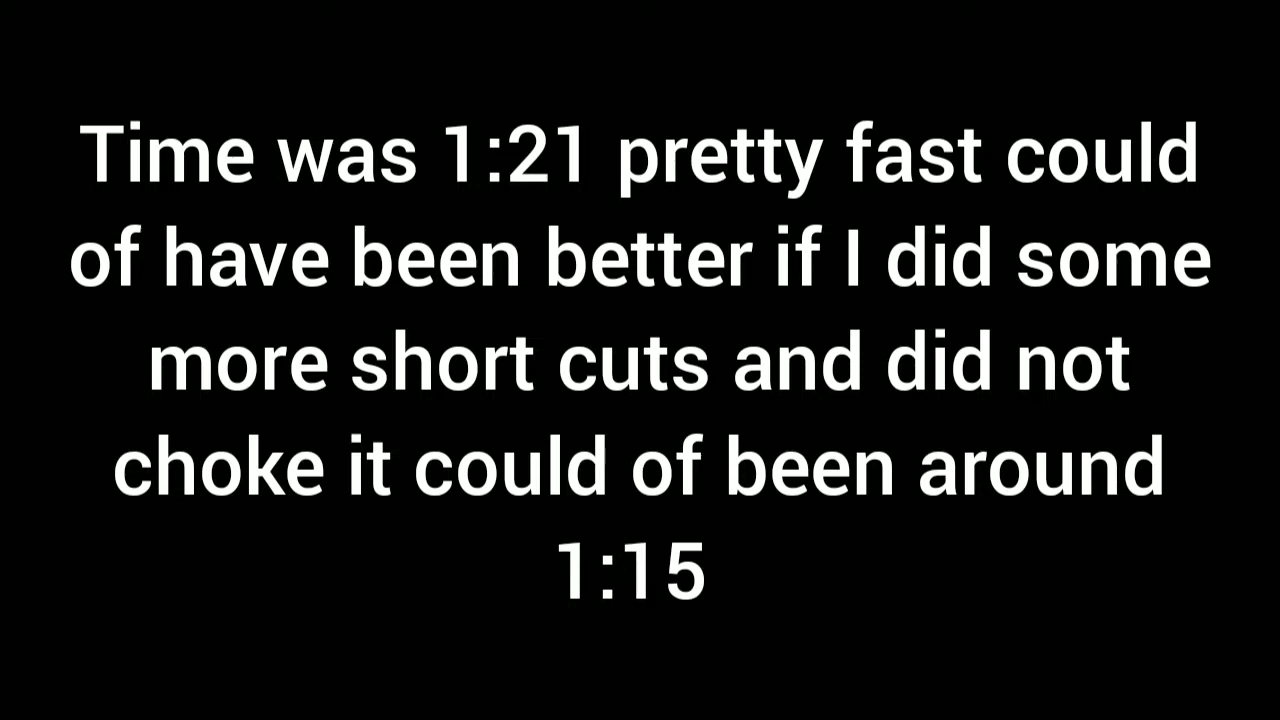 Time was 1:21 pretty fast could
of have been better if I did some
more short cuts and did not
choke it could of been around
1:15